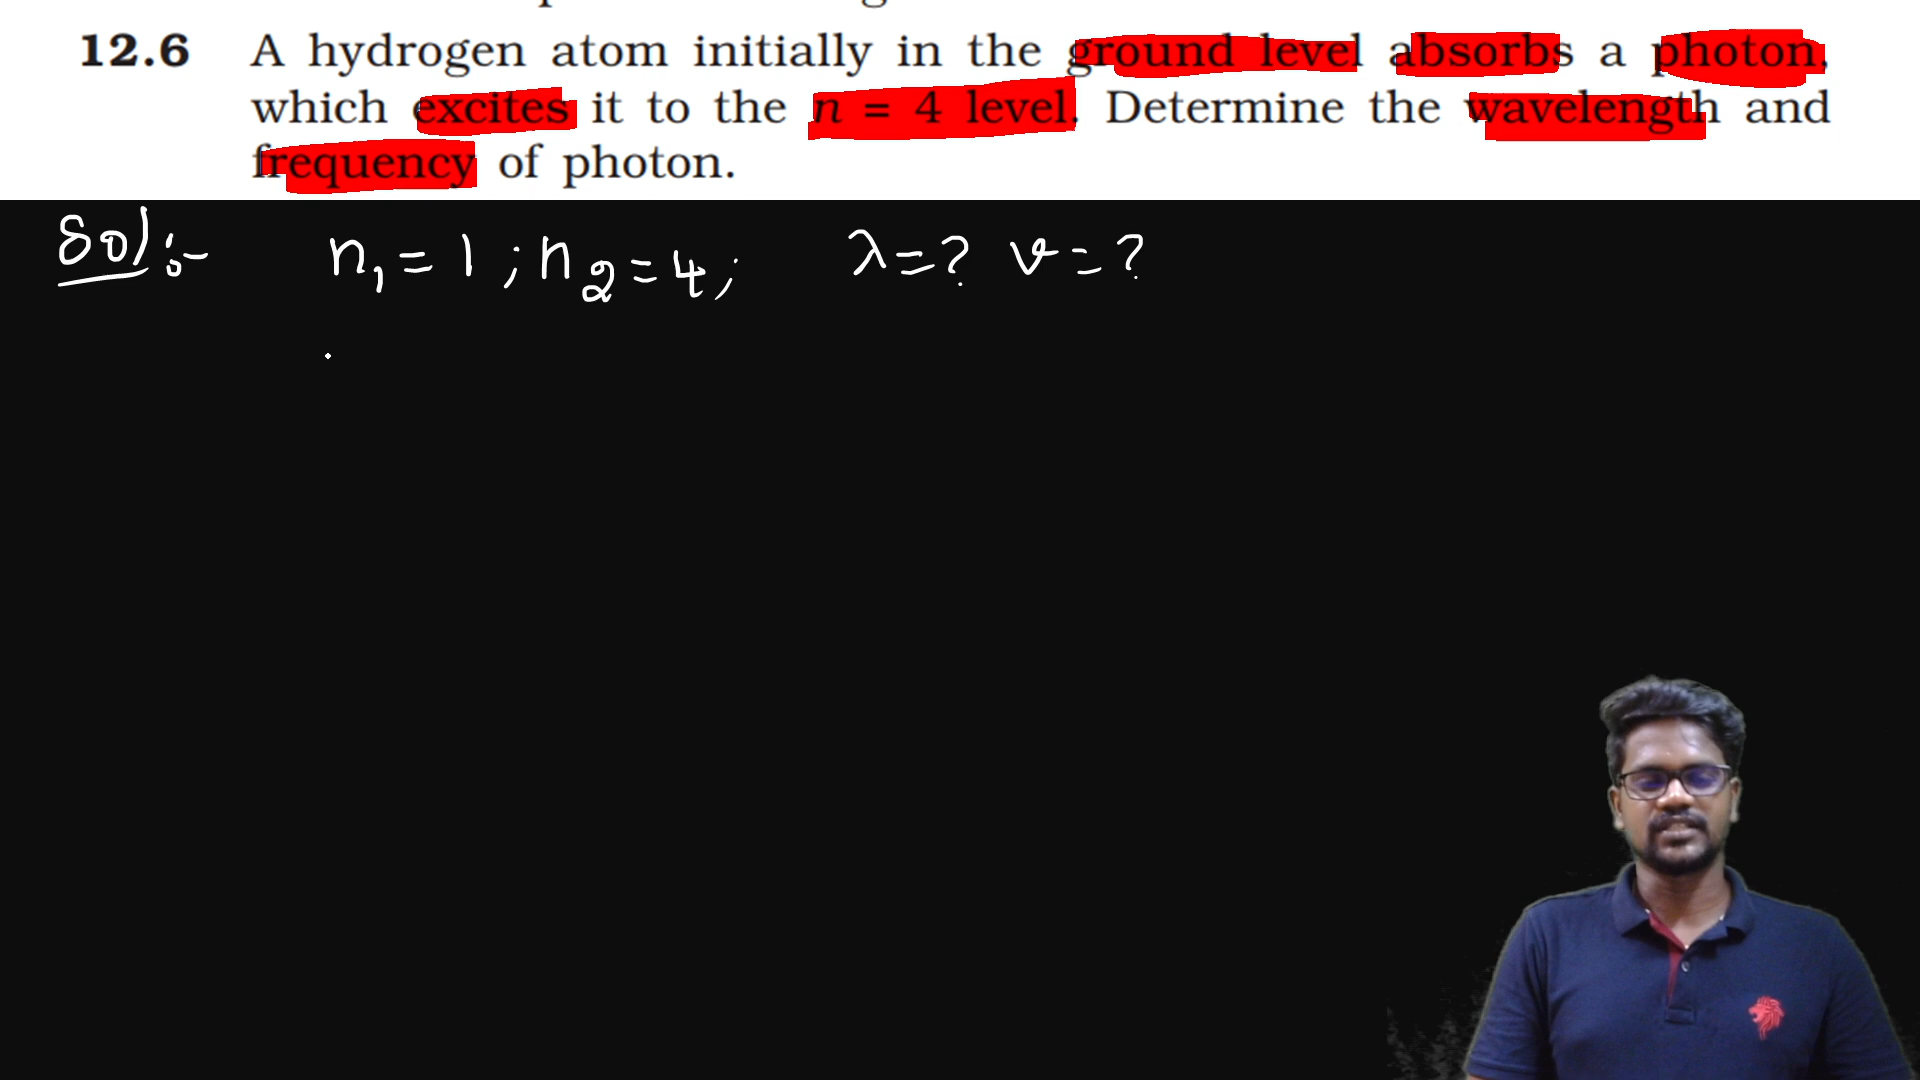 12.6 A hydrogen atom initially in the ground level absorbs a photon,
which excites it to the n = 4 level. Determine the wavelength and
frequency of photon.
Sol:- n₁ = 1 ; n₂ = 4 ; λ = ? ν = ?